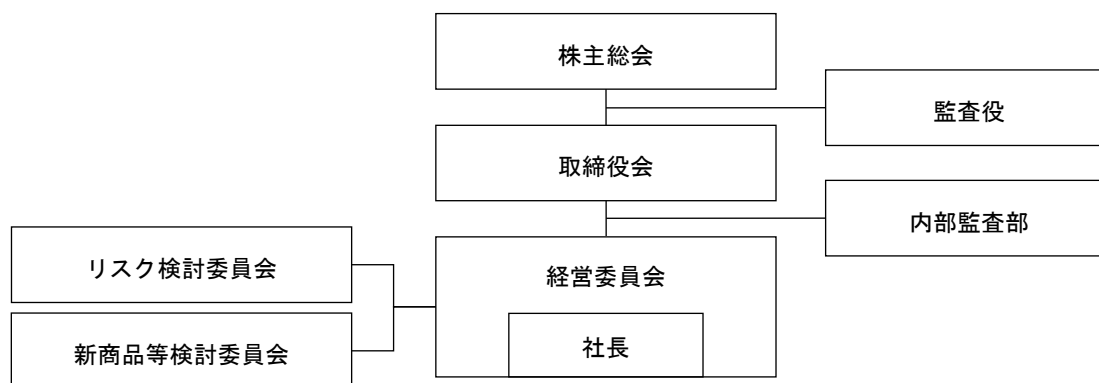 株主総会
監査役
取締役会
内部監査部
リスク検討委員会
経営委員会
新商品等検討委員会
社長